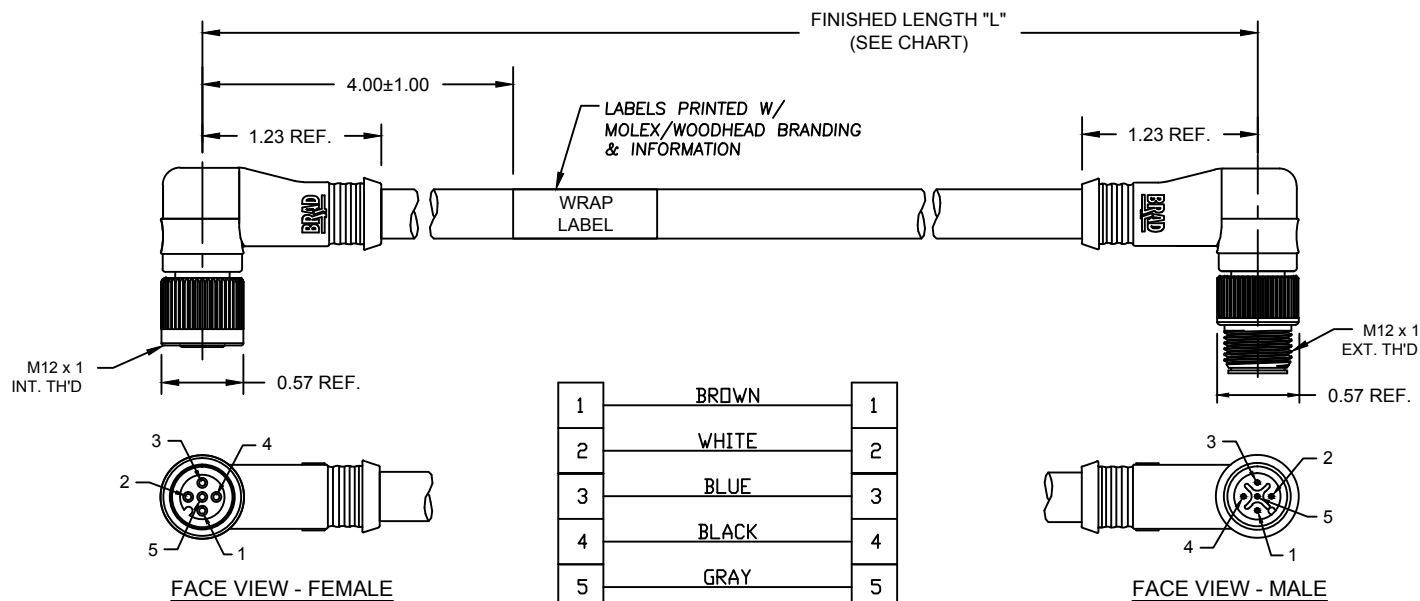 FINISHED LENGTH "L"
(SEE CHART)
4.00±1.00
LABELS PRINTED W/
MOLEX/WOODHEAD BRANDING
& INFORMATION
1.23 REF.
1.23 REF.
BRAD
WRAP
LABEL
BRAD
M12 x 1
INT. TH'D
0.57 REF.
M12 x 1
EXT. TH'D
0.57 REF.
1 BROWN 1
2 WHITE 2
3 BLUE 3
4 BLACK 4
5 GRAY 5
3
4
2
5
1
FACE VIEW - FEMALE
3
2
5
4
1
FACE VIEW - MALE